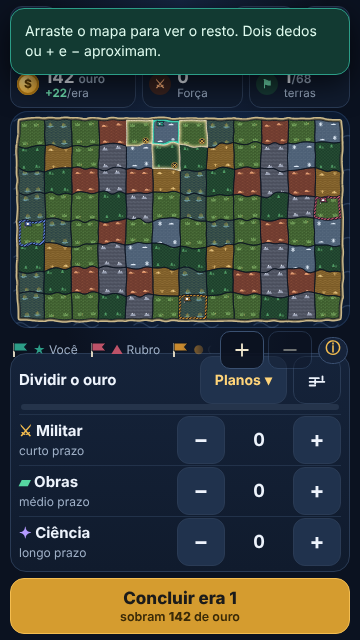 Arraste o mapa para ver o resto. Dois dedos
ou + e − aproximam.
142 ouro
+22/era
0
Força
1/68
terras
Você
Rubro
+
−
Dividir o ouro
Planos ▾
Militar
curto prazo
−
0
+
Obras
médio prazo
−
0
+
Ciência
longo prazo
−
0
+
Concluir era 1
sobram 142 de ouro